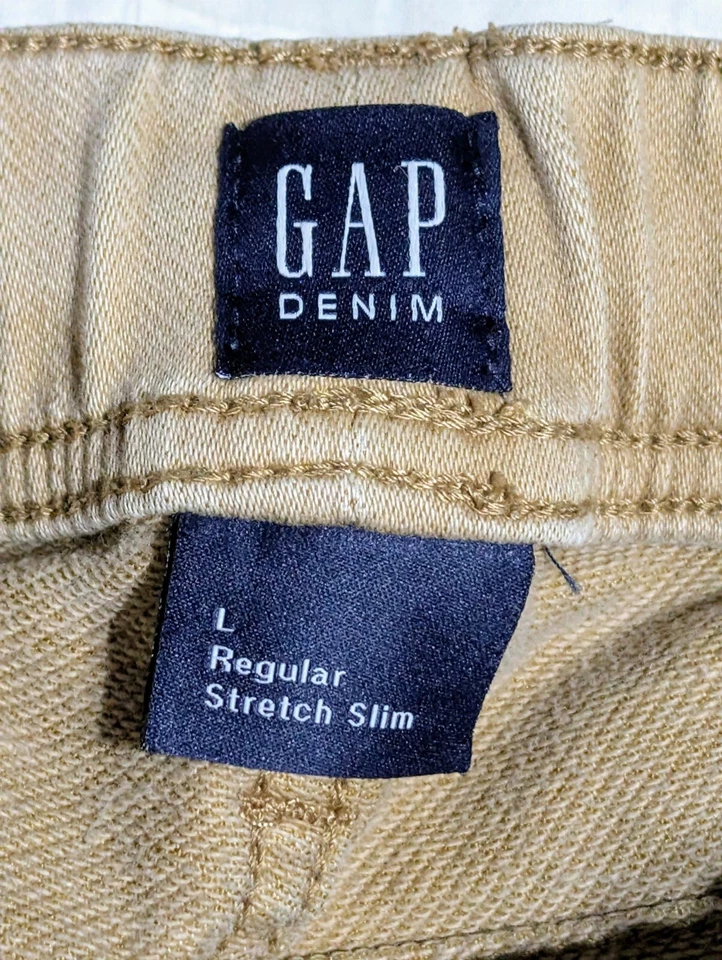 GAP
DENIM
L
Regular
Stretch Slim